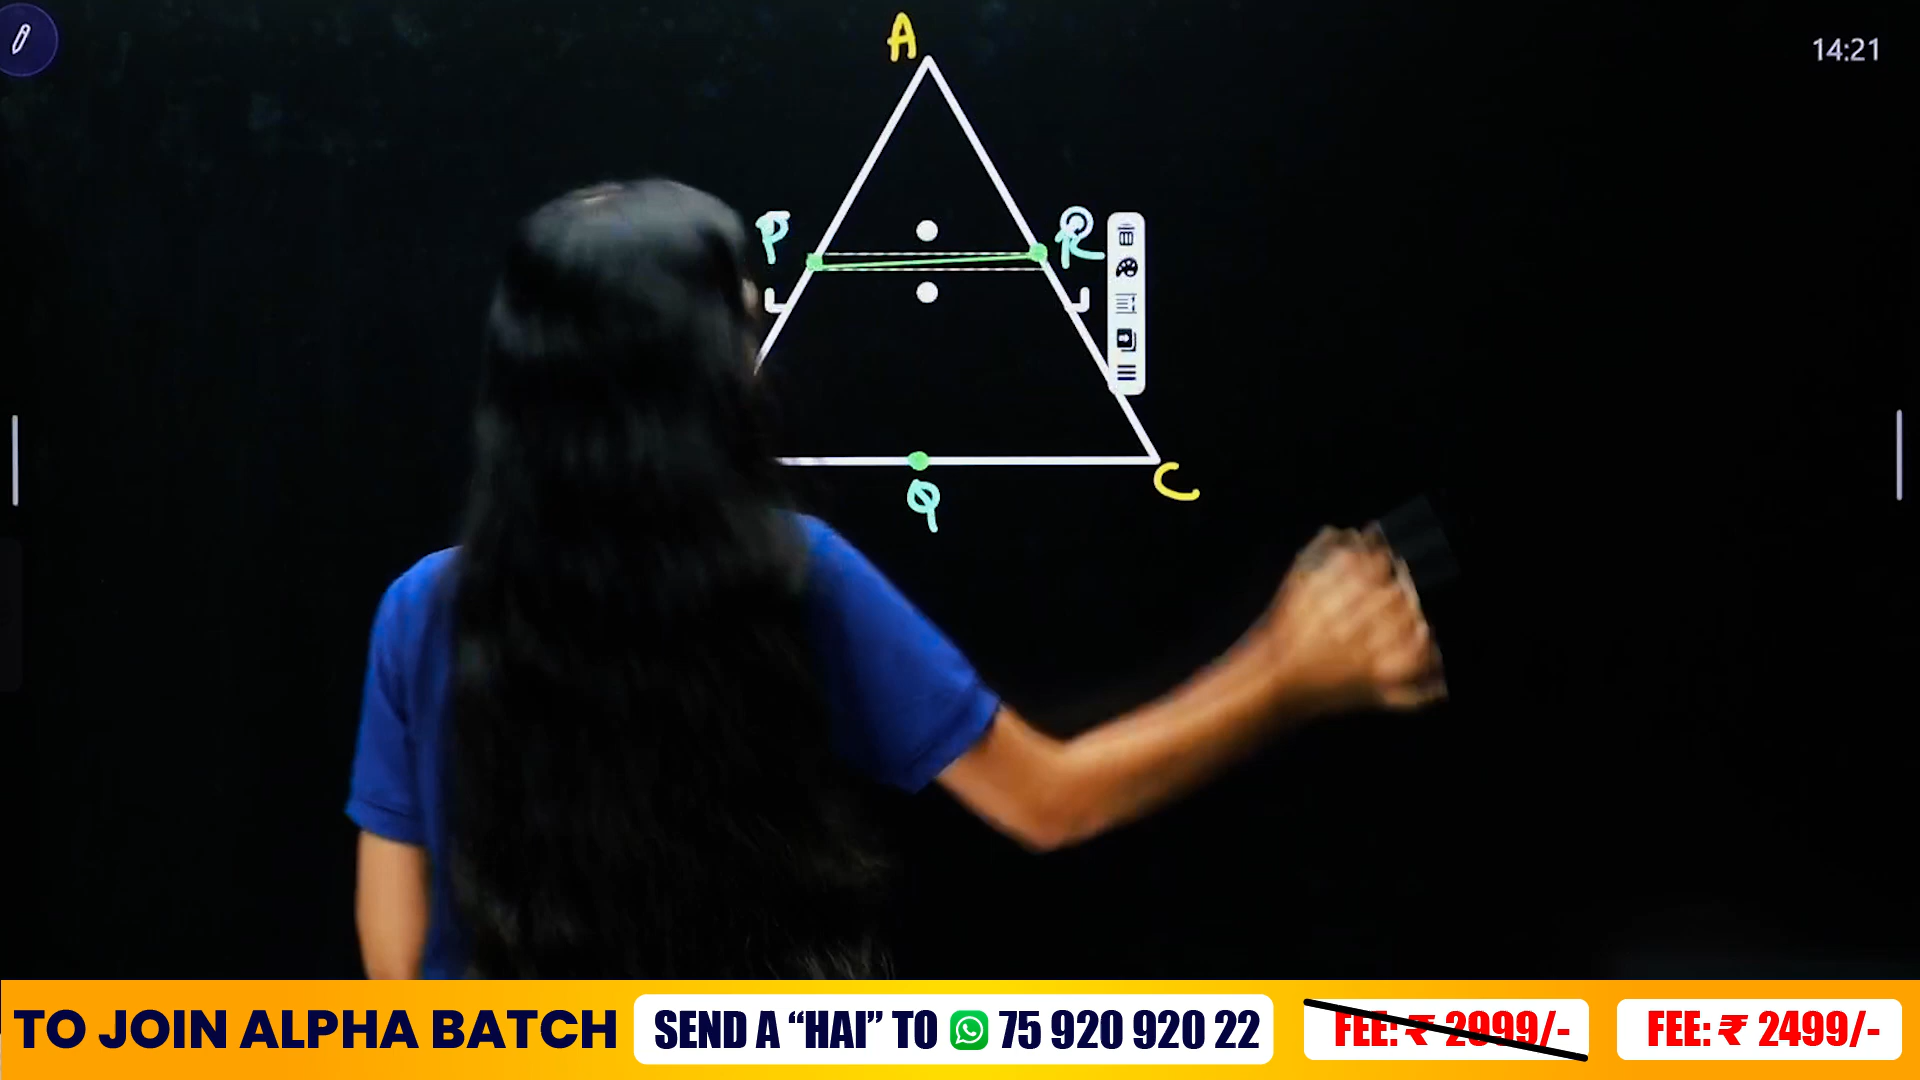 A
14:21
P
R
Q
C
TO JOIN ALPHA BATCH
SEND A “HAI” TO 75 920 920 22
FEE: ₹ 2999/-
FEE: ₹ 2499/-